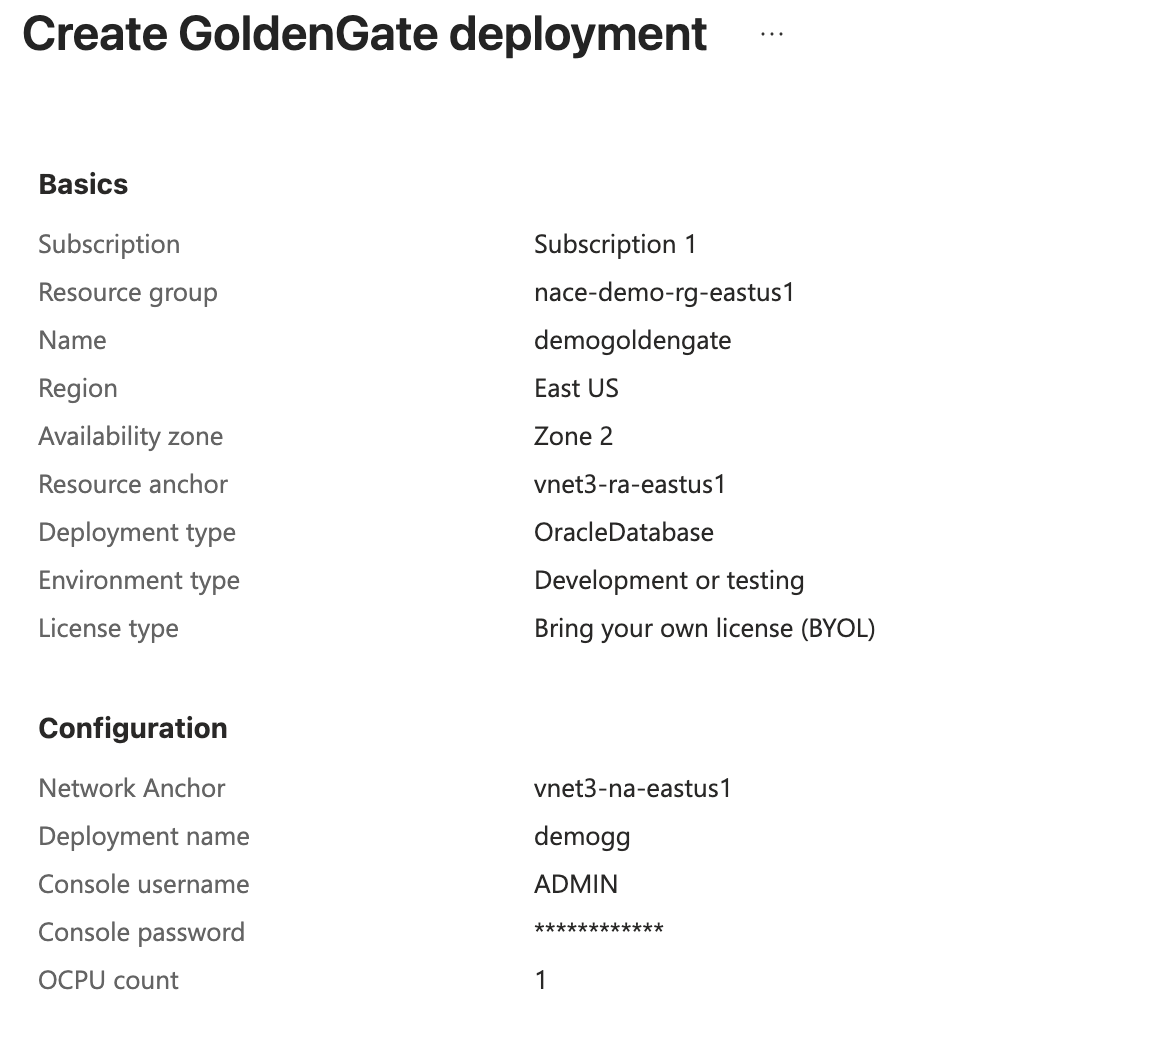 Create GoldenGate deployment ...
Basics
Subscription Subscription 1
Resource group nace-demo-rg-eastus1
Name demogoldengate
Region East US
Availability zone Zone 2
Resource anchor vnet3-ra-eastus1
Deployment type OracleDatabase
Environment type Development or testing
License type Bring your own license (BYOL)
Configuration
Network Anchor vnet3-na-eastus1
Deployment name demogg
Console username ADMIN
Console password ************
OCPU count 1